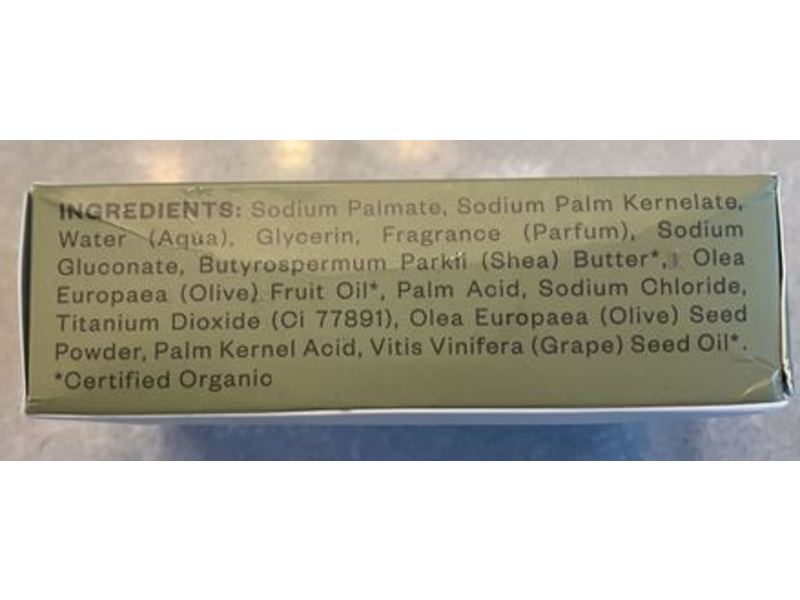 INGREDIENTS: Sodium Palmate, Sodium Palm Kernelate,
Water (Aqua), Glycerin, Fragrance (Parfum), Sodium
Gluconate, Butyrospermum Parkii (Shea) Butter*, Olea
Europaea (Olive) Fruit Oil*, Palm Acid, Sodium Chloride,
Titanium Dioxide (Ci 77891), Olea Europaea (Olive) Seed
Powder, Palm Kernel Acid, Vitis Vinifera (Grape) Seed Oil*.
*Certified Organic